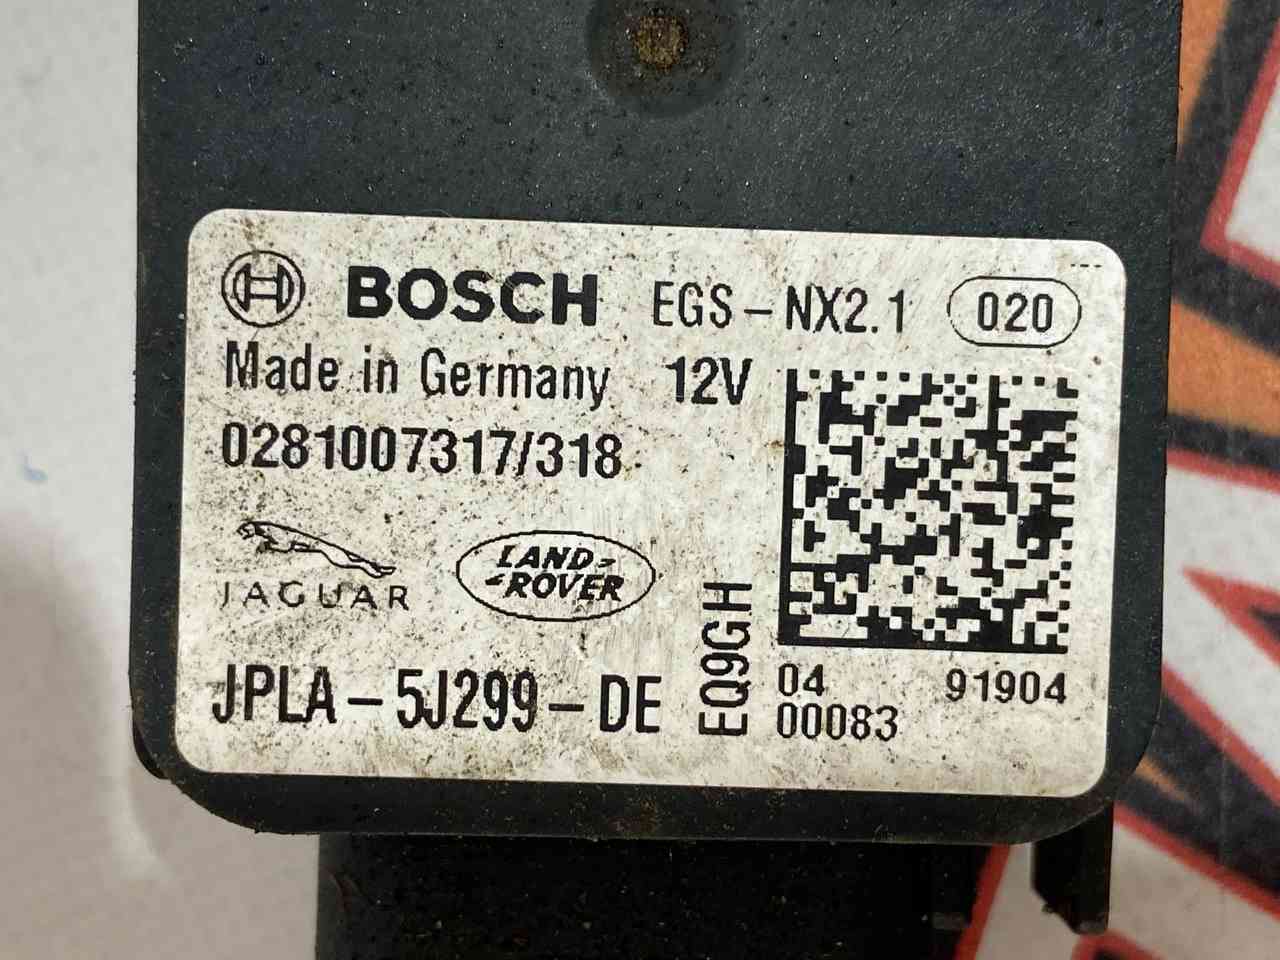 BOSCH EGS-NX2.1 020
Made in Germany 12V
0281007317/318
JAGUAR
LAND-
-ROVER
JPLA-5J299-DE
EQ9GH
04 91904
00083